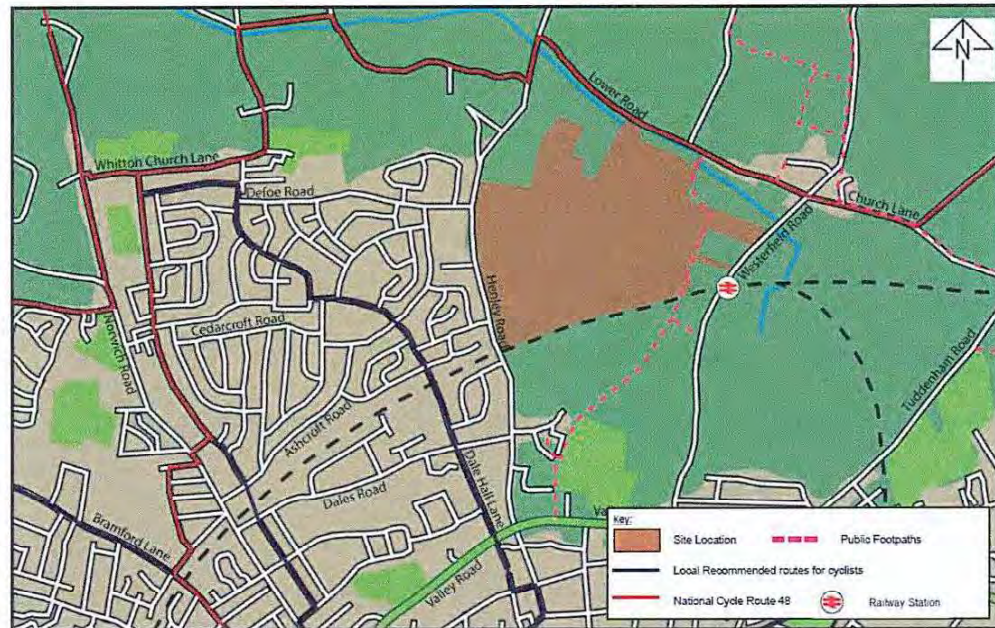 N
Lower Road
Whitton Church Lane
Defoe Road
Church Lane
Westerfield Road
Henley Road
Norwich Road
Cedarcroft Road
Tuddenham Road
Ashcroft Road
Dale Hall Lane
Dales Road
Bramford Lane
Valley Road
Va
Key:
Site Location
Public Footpaths
Local Recommended routes for cyclists
National Cycle Route 48
Railway Station